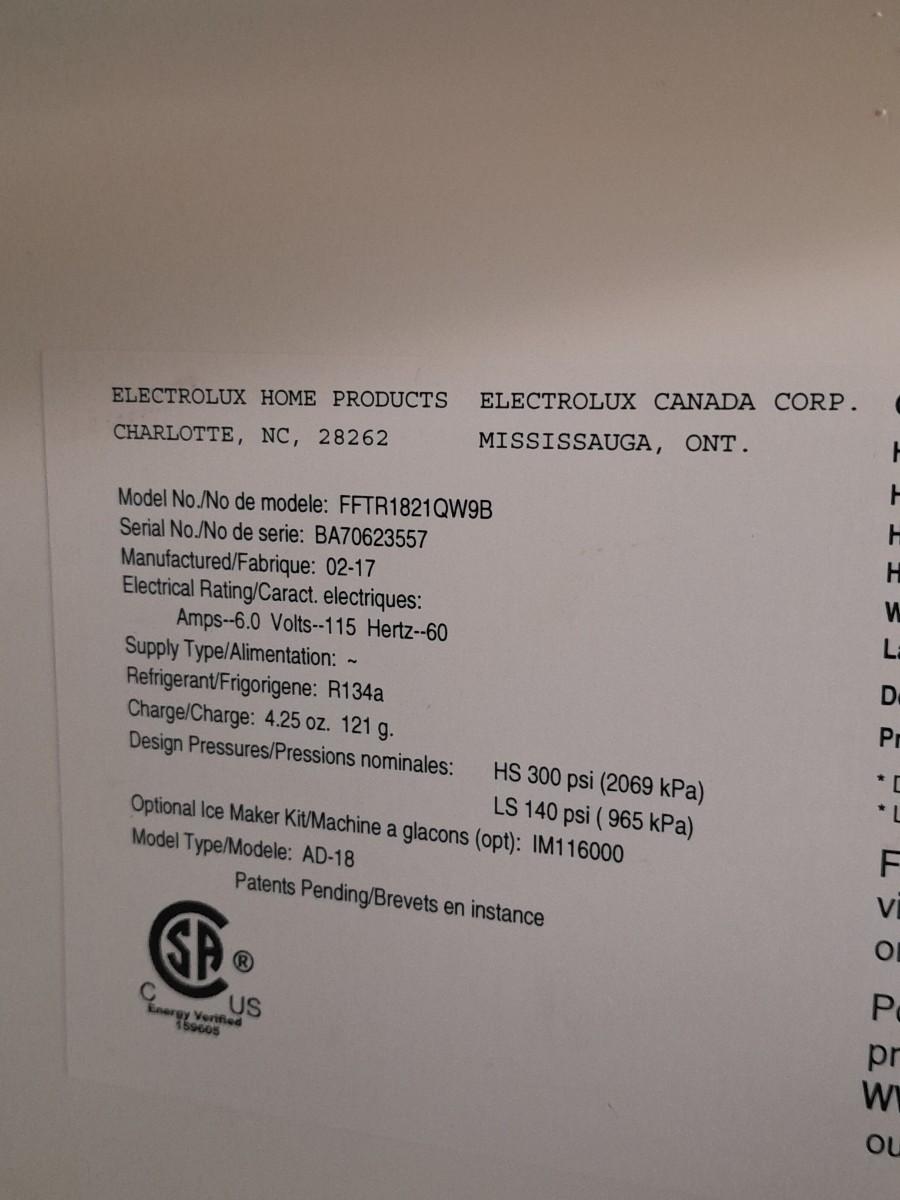 ELECTROLUX HOME PRODUCTS ELECTROLUX CANADA CORP.
CHARLOTTE, NC, 28262 MISSISSAUGA, ONT.
Model No./No de modele: FFTR1821QW9B
Serial No./No de serie: BA70623557
Manufactured/Fabrique: 02-17
Electrical Rating/Caract. electriques:
Amps--6.0 Volts--115 Hertz--60
Supply Type/Alimentation: ~
Refrigerant/Frigorigene: R134a
Charge/Charge: 4.25 oz. 121 g.
Design Pressures/Pressions nominales: HS 300 psi (2069 kPa)
LS 140 psi ( 965 kPa)
Optional Ice Maker Kit/Machine a glacons (opt): IM116000
Model Type/Modele: AD-18
Patents Pending/Brevets en instance
CSA ®
C US
Energy Verified
159605